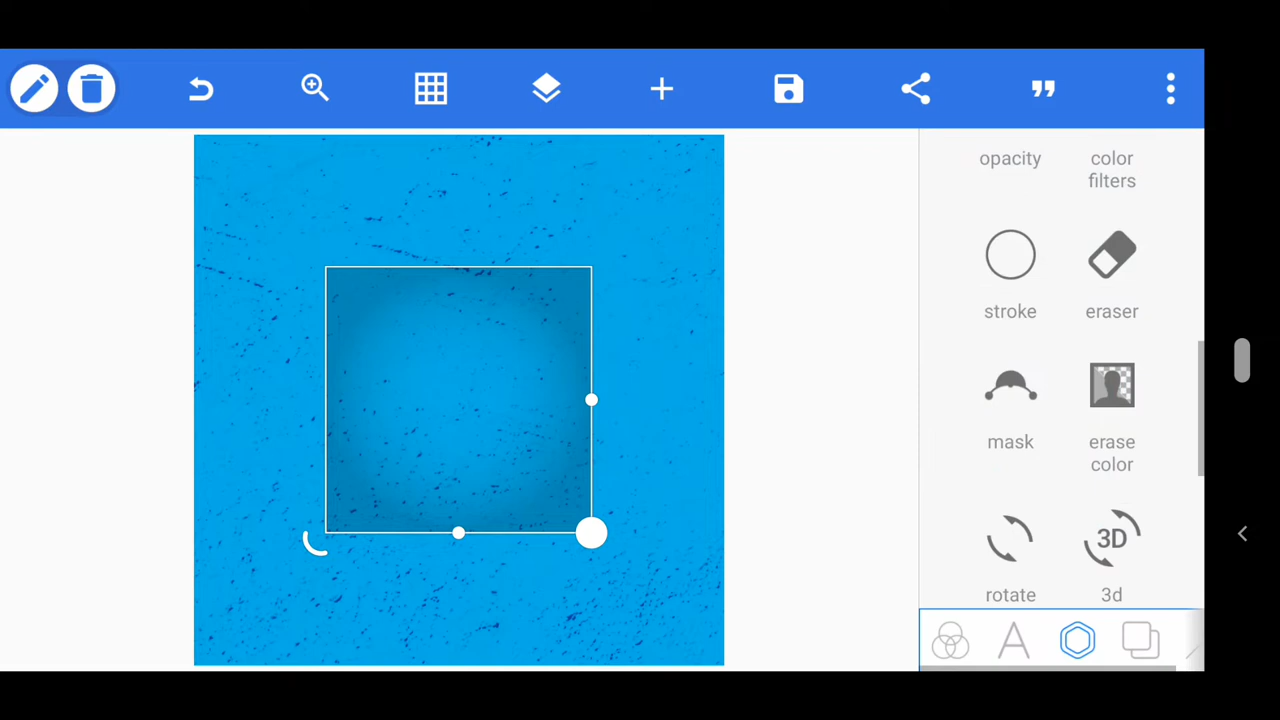 opacity color
filters
stroke eraser
mask erase
color
3D
rotate 3d